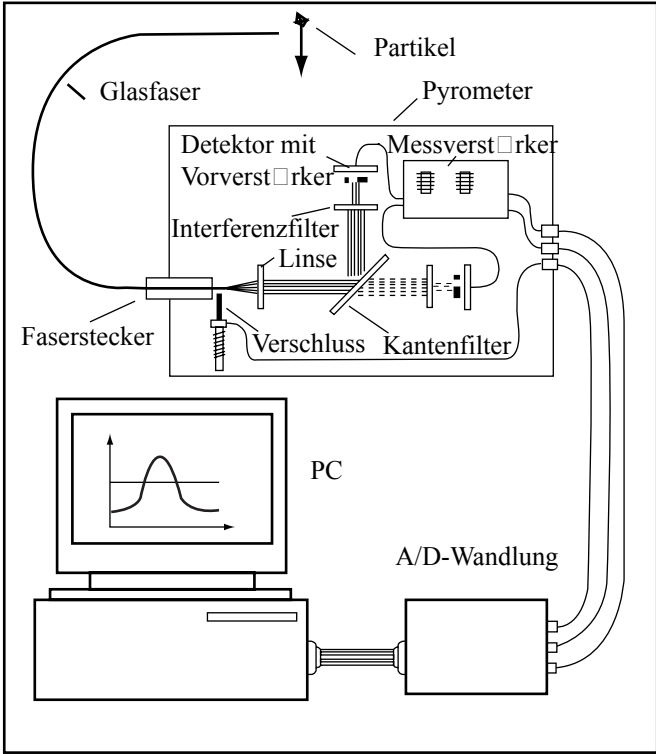 Partikel
Glasfaser
Pyrometer
Detektor mit
Vorverst□rker
Messverst□rker
Interferenzfilter
Linse
Faserstecker
Verschluss
Kantenfilter
PC
A/D-Wandlung